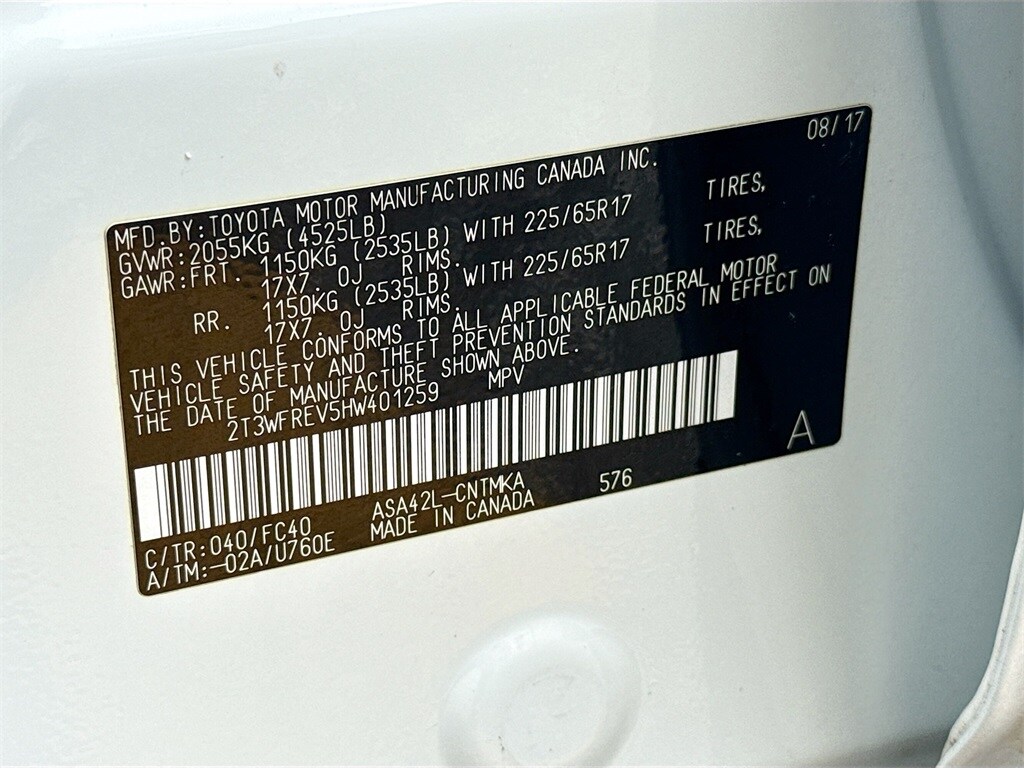 08/17
MFD.BY:TOYOTA MOTOR MANUFACTURING CANADA INC.
GVWR:2055KG (4525LB)
GAWR:FRT. 1150KG (2535LB) WITH 225/65R17 TIRES,
17X7.0J RIMS.
RR. 1150KG (2535LB) WITH 225/65R17 TIRES,
17X7.0J RIMS.
THIS VEHICLE CONFORMS TO ALL APPLICABLE FEDERAL MOTOR
VEHICLE SAFETY AND THEFT PREVENTION STANDARDS IN EFFECT ON
THE DATE OF MANUFACTURE SHOWN ABOVE.
2T3WFREV5HW401259 MPV
A
ASA42L-CNTMKA 576
C/TR:040/FC40 MADE IN CANADA
A/TM:-02A/U760E